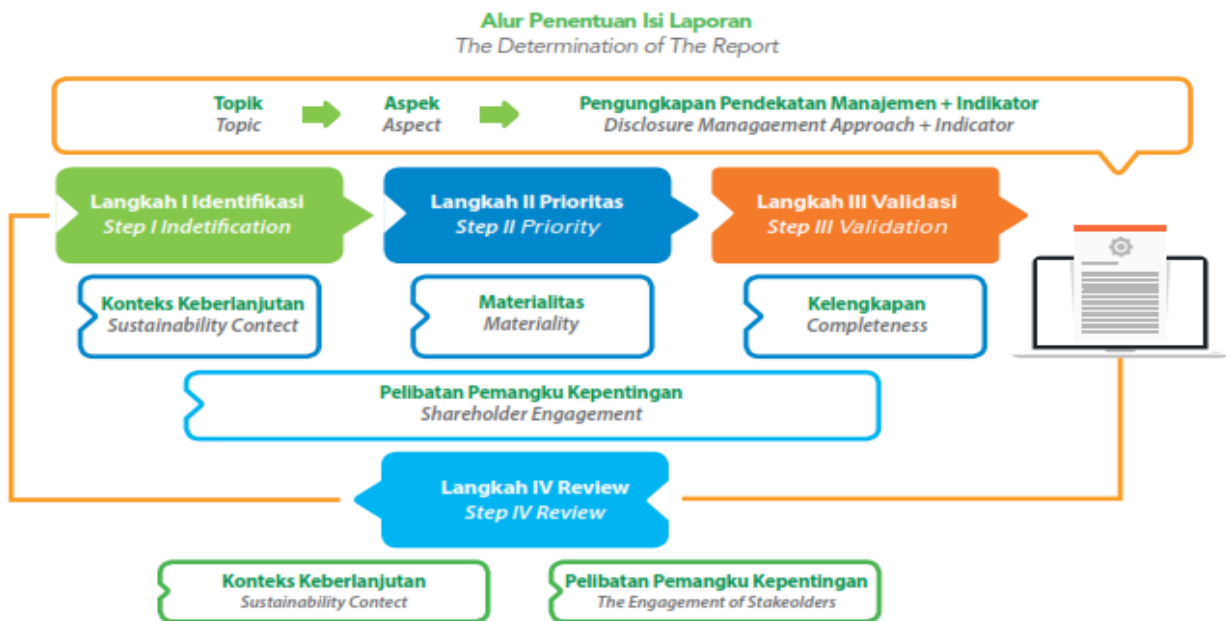 Alur Penentuan Isi Laporan
The Determination of The Report
Topik
Topic
Aspek
Aspect
Pengungkapan Pendekatan Manajemen + Indikator
Disclosure Managaement Approach + Indicator
Langkah I Identifikasi
Step I Indetification
Langkah II Prioritas
Step II Priority
Langkah III Validasi
Step III Validation
Konteks Keberlanjutan
Sustainability Contect
Materialitas
Materiality
Kelengkapan
Completeness
Pelibatan Pemangku Kepentingan
Shareholder Engagement
Langkah IV Review
Step IV Review
Konteks Keberlanjutan
Sustainability Contect
Pelibatan Pemangku Kepentingan
The Engagement of Stakeolders